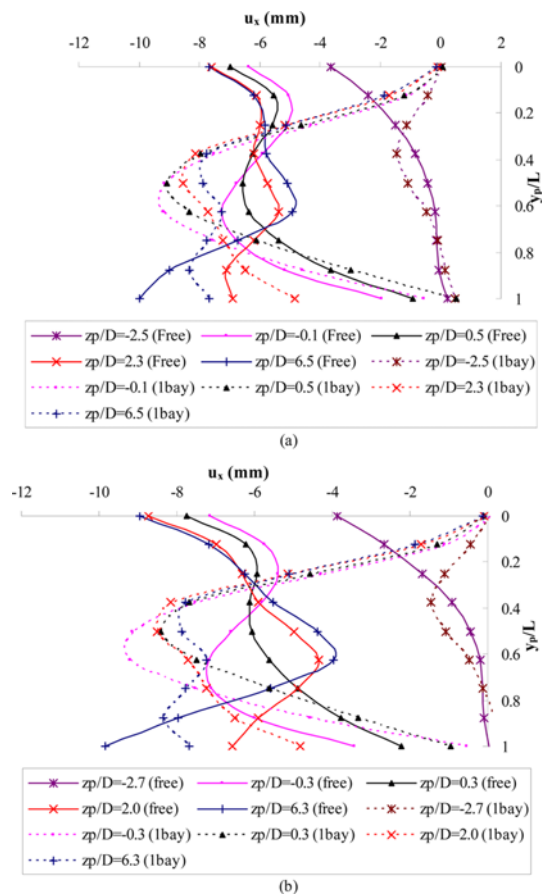 uₓ (mm)
-12 -10 -8 -6 -4 -2 0 2
0
0.2
0.4
0.6
0.8
1
yₚ/L
zp/D=-2.5 (Free) zp/D=-0.1 (Free) zp/D=0.5 (Free)
zp/D=2.3 (Free) zp/D=6.5 (Free) zp/D=-2.5 (1bay)
zp/D=-0.1 (1bay) zp/D=0.5 (1bay) zp/D=2.3 (1bay)
zp/D=6.5 (1bay)
(a)
uₓ (mm)
-12 -10 -8 -6 -4 -2 0
0
0.2
0.4
0.6
0.8
1
yₚ/L
zp/D=-2.7 (free) zp/D=-0.3 (free) zp/D=0.3 (free)
zp/D=2.0 (free) zp/D=6.3 (free) zp/D=-2.7 (1bay)
zp/D=-0.3 (1bay) zp/D=0.3 (1bay) zp/D=2.0 (1bay)
zp/D=6.3 (1bay)
(b)